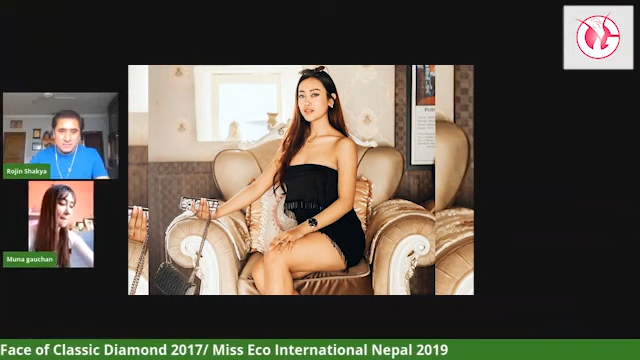 Rojin Shakya
Muna gauchan
Face of Classic Diamond 2017/ Miss Eco International Nepal 2019